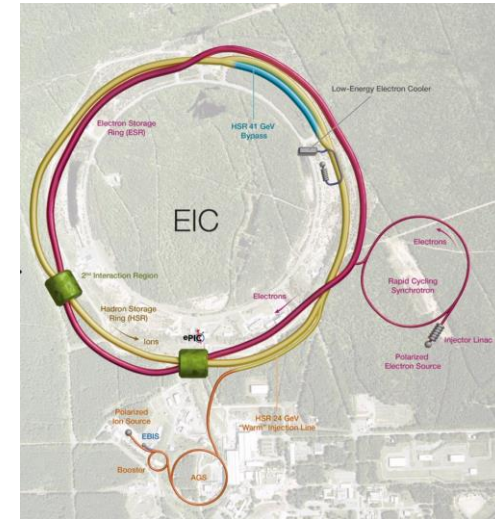 Electron Storage
Ring (ESR)
HSR 41 GeV
Bypass
Low-Energy Electron Cooler
EIC
Electrons
Rapid Cycling
Synchrotron
2nd Interaction Region
Hadron Storage
Ring (HSR)
Ions
Electrons
ePIC
Injector Linac
Polarized
Electron Source
Polarized
Ion Source
EBIS
HSR 24 GeV
"Warm" Injection Line
Booster
AGS